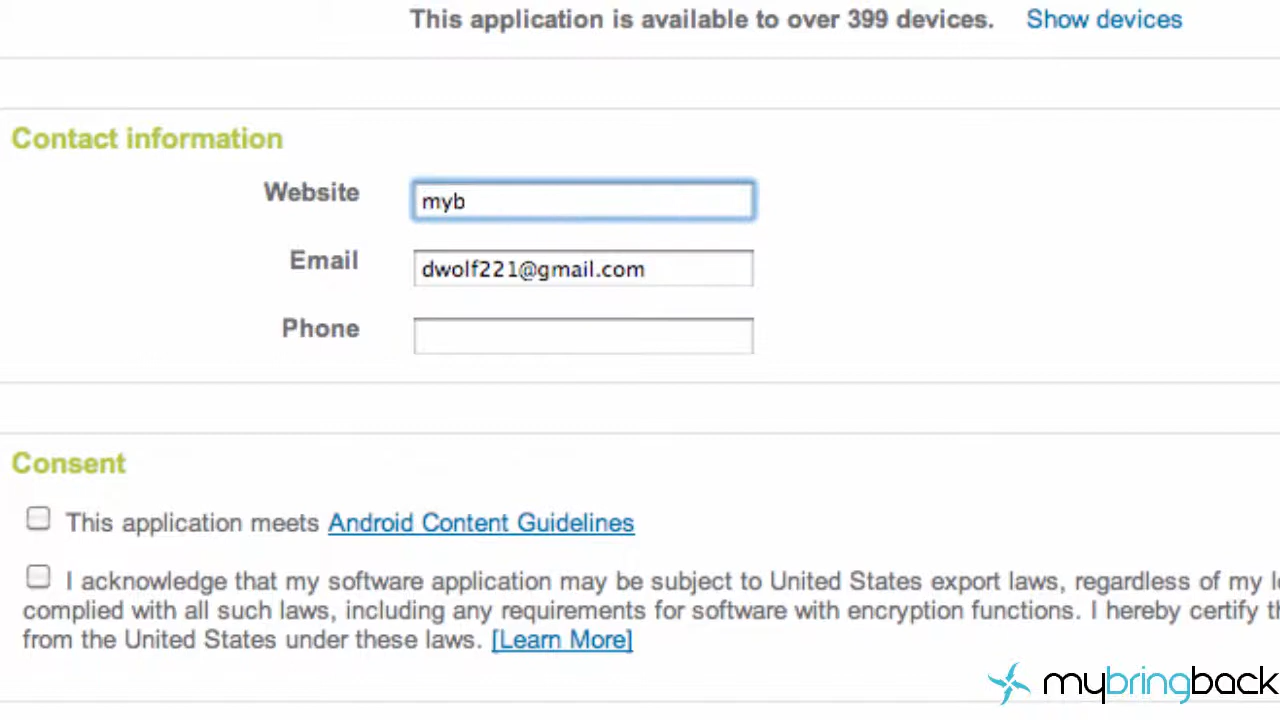 This application is available to over 399 devices. Show devices
Contact information
Website myb
Email dwolf221@gmail.com
Phone
Consent
This application meets Android Content Guidelines
I acknowledge that my software application may be subject to United States export laws, regardless of my
complied with all such laws, including any requirements for software with encryption functions. I hereby certify
from the United States under these laws. [Learn More]
mybringback